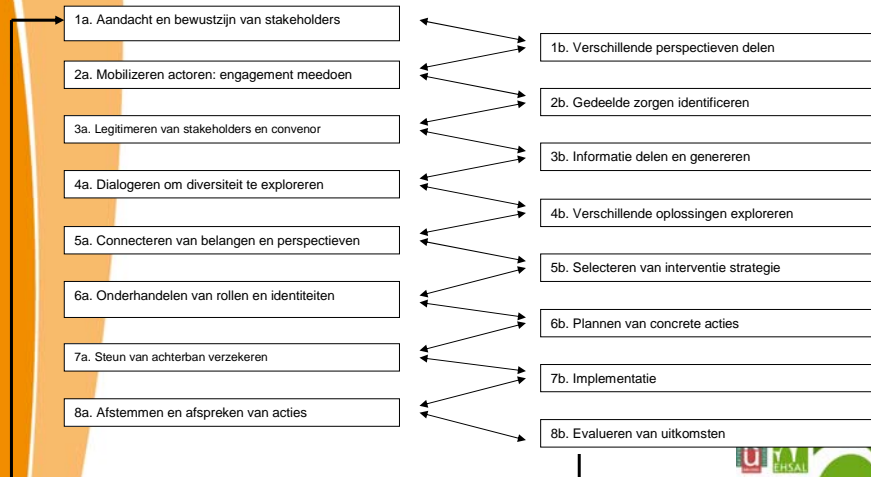 1a. Aandacht en bewustzijn van stakeholders
1b. Verschillende perspectieven delen
2a. Mobilizeren actoren: engagement meedoen
2b. Gedeelde zorgen identificeren
3a. Legitimeren van stakeholders en convenor
3b. Informatie delen en genereren
4a. Dialogeren om diversiteit te exploreren
4b. Verschillende oplossingen exploreren
5a. Connecteren van belangen en perspectieven
5b. Selecteren van interventie strategie
6a. Onderhandelen van rollen en identiteiten
6b. Plannen van concrete acties
7a. Steun van achterban verzekeren
7b. Implementatie
8a. Afstemmen en afspreken van acties
8b. Evalueren van uitkomsten
EHSAL